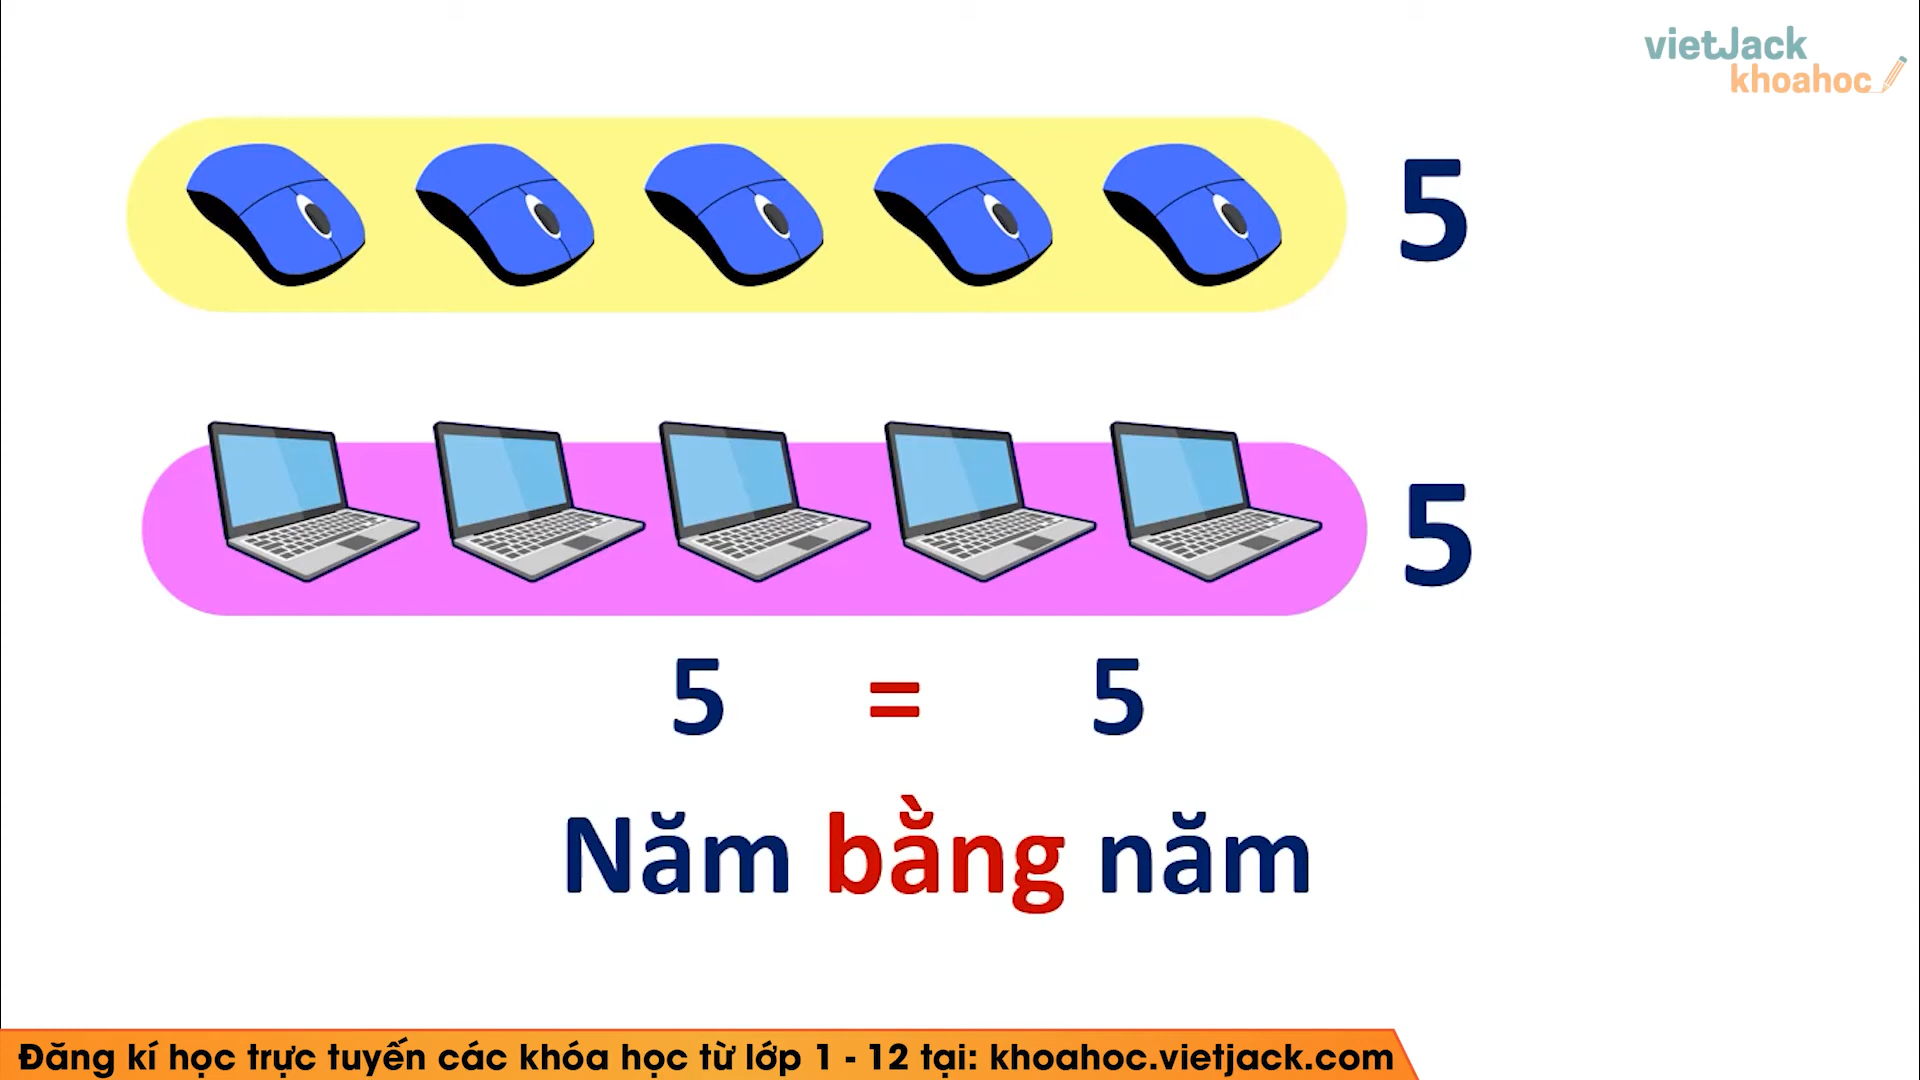 vietJack
khoahoc
5
5
5 = 5
Năm bằng năm
Đăng kí học trực tuyến các khóa học từ lớp 1 - 12 tại: khoahoc.vietjack.com